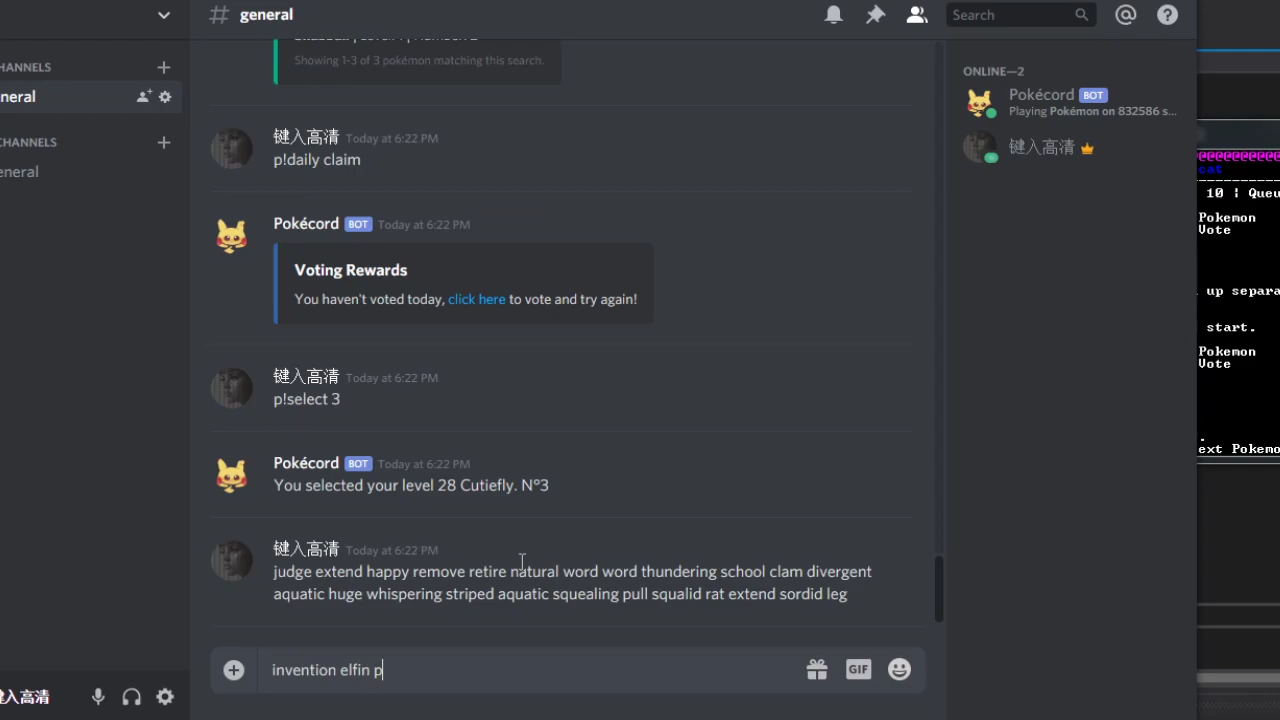 general
Search
HANNELS
neral
HANNELS
eneral
键入高清
Showing 1-3 of 3 pokémon matching this search.
键入高清 Today at 6:22 PM
p!daily claim
Pokécord BOT Today at 6:22 PM
Voting Rewards
You haven't voted today, click here to vote and try again!
键入高清 Today at 6:22 PM
p!select 3
Pokécord BOT Today at 6:22 PM
You selected your level 28 Cutiefly. N°3
键入高清 Today at 6:22 PM
judge extend happy remove retire natural word word thundering school clam divergent
aquatic huge whispering striped aquatic squealing pull squalid rat extend sordid leg
invention elfin p
GIF
ONLINE—2
Pokécord BOT
Playing Pokémon on 832586 s...
键入高清
@@@@@@@@@@
cat
10 | Queu
Pokemon
Vote
up separa
start.
Pokemon
Vote
.
ext Pokemo